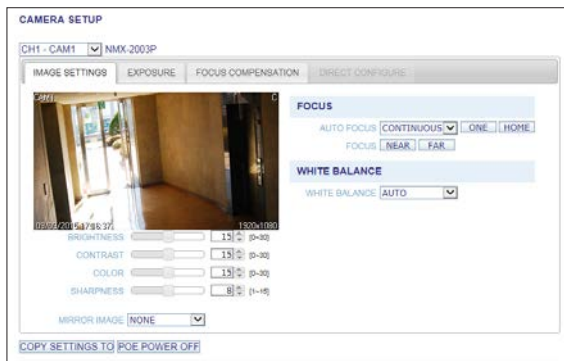 CAMERA SETUP
CH1 - CAM1 NMX-2003P
IMAGE SETTINGS EXPOSURE FOCUS COMPENSATION DIRECT CONFIGURE
CAM1 C
1920x1080
BRIGHTNESS 15 [0~30]
CONTRAST 15 [0~30]
COLOR 15 [0~30]
SHARPNESS 8 [1~16]
MIRROR IMAGE NONE
FOCUS
AUTO FOCUS CONTINUOUS ONE HOME
FOCUS NEAR FAR
WHITE BALANCE
WHITE BALANCE AUTO
COPY SETTINGS TO POE POWER OFF